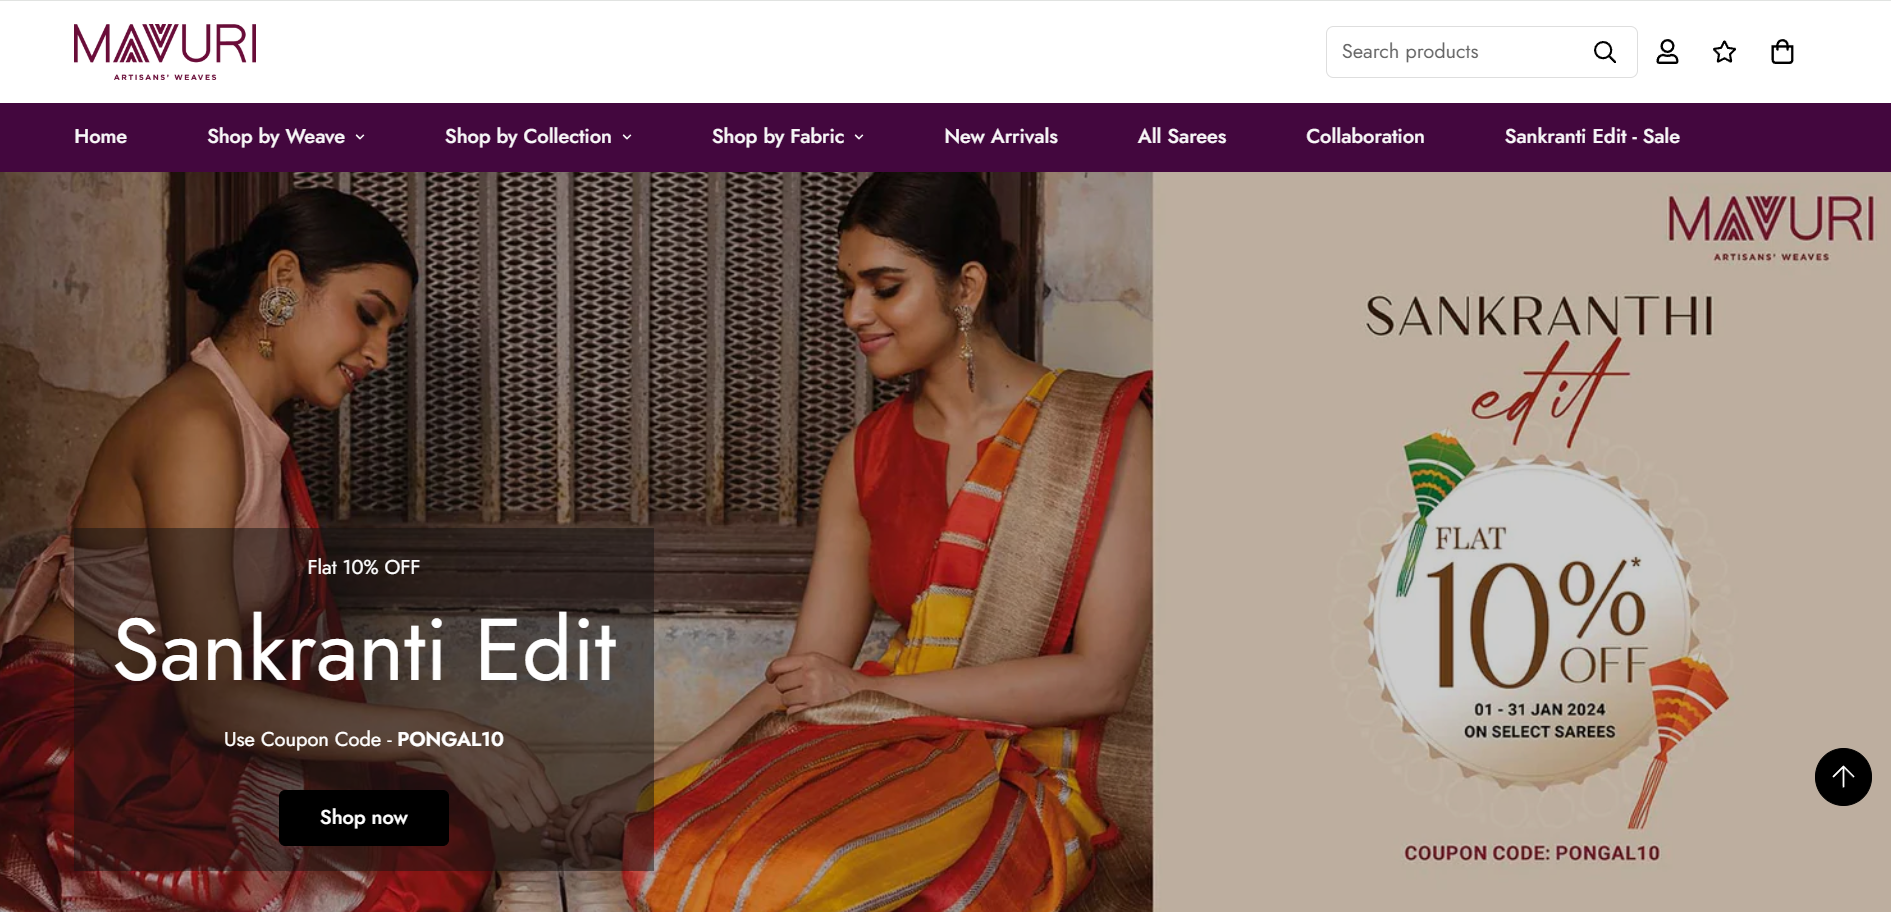 MAVURI
ARTISANS' WEAVES
Search products
Home
Shop by Weave
Shop by Collection
Shop by Fabric
New Arrivals
All Sarees
Collaboration
Sankranti Edit - Sale
MAVURI
ARTISANS' WEAVES
SANKRANTHI
edit
FLAT
10%*
OFF
01 - 31 JAN 2024
ON SELECT SAREES
COUPON CODE: PONGAL10
Flat 10% OFF
Sankranti Edit
Use Coupon Code - PONGAL10
Shop now